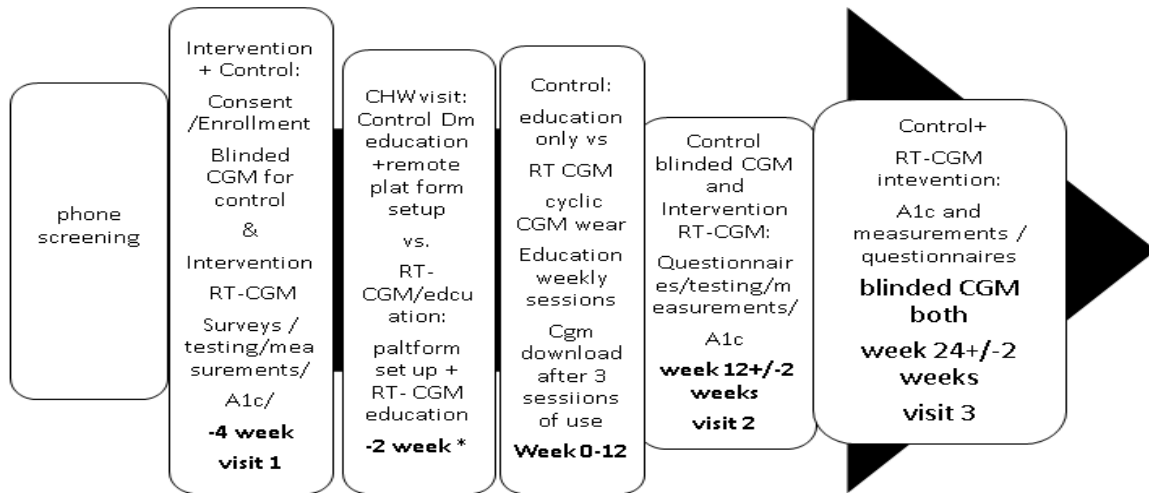 phone
screening
Intervention
+ Control:
Consent
/Enrollment
Blinded
CGM for
control
&
Intervention
RT-CGM
Surveys /
testing/mea
surements/
A1c/
-4 week
visit 1
CHW visit:
Control Dm
education
+remote
plat form
setup
vs.
RT-
CGM/edcu
ation:
paltform
set up +
RT- CGM
education
-2 week *
Control:
education
only vs
RT CGM
cyclic
CGM wear
Education
weekly
sessions
Cgm
download
after 3
sessiions
of use
Week 0-12
Control
blinded CGM
and
Intervention
RT-CGM:
Questionnair
es/testing/m
easurements/
A1c
week 12+/-2
weeks
visit 2
Control+
RT-CGM
intevention:
A1c and
measurements /
questionnaires
blinded CGM
both
week 24+/-2
weeks
visit 3